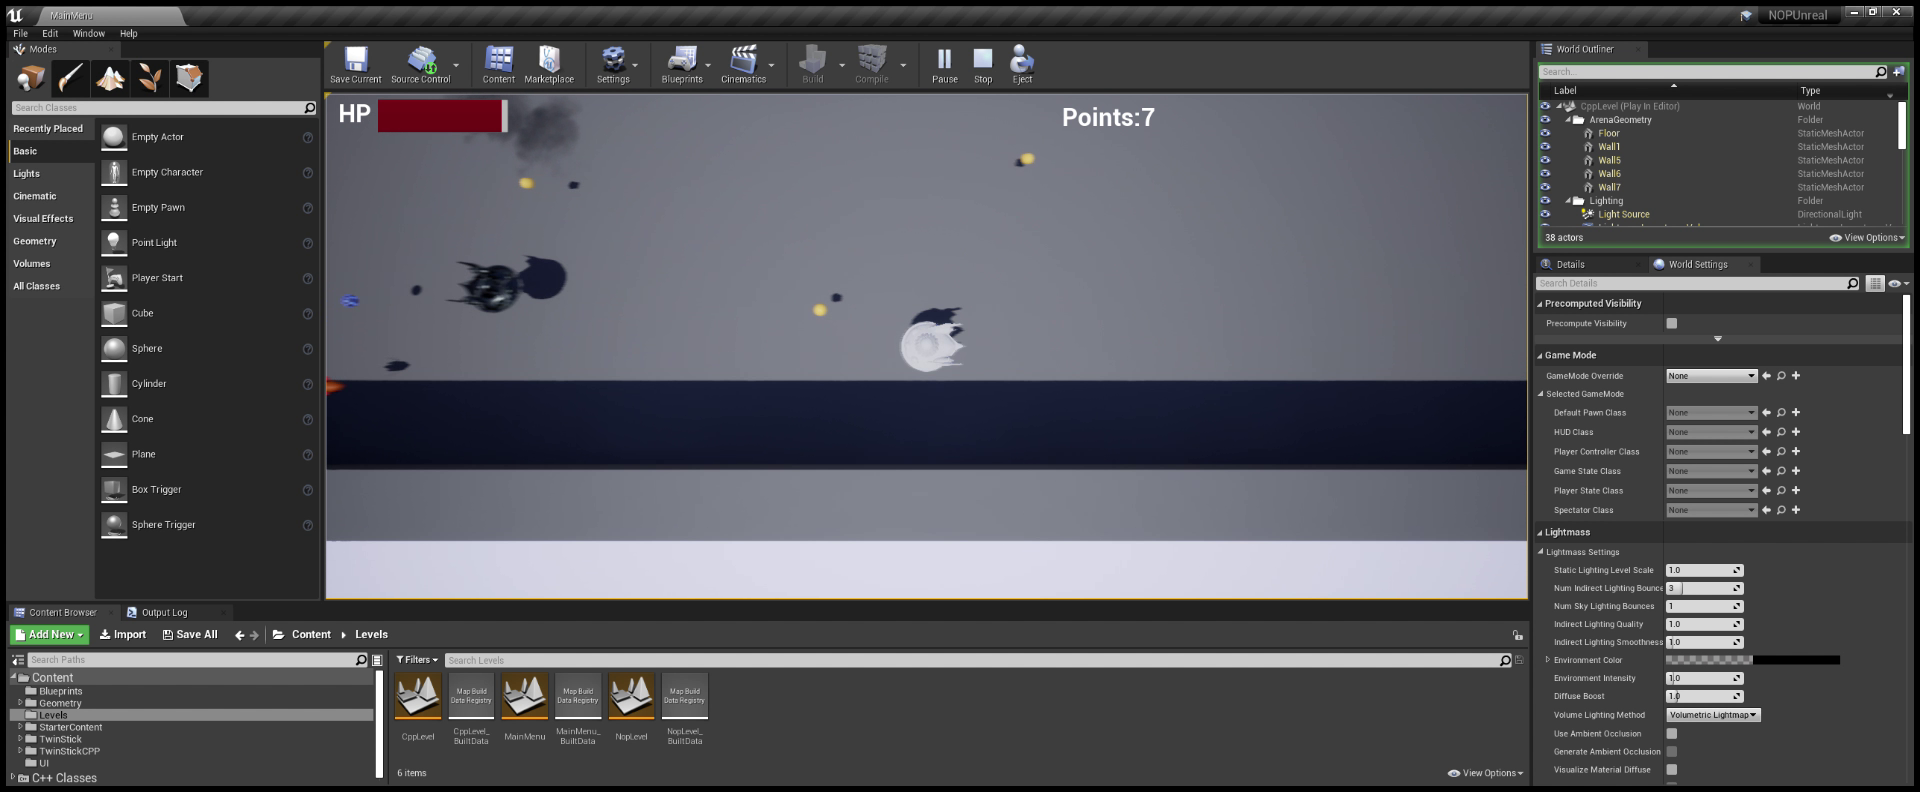 MainMenu
NOPUnreal
File Edit Window Help
Modes
Search Classes
Recently Placed
Basic
Lights
Cinematic
Visual Effects
Geometry
Volumes
All Classes
Empty Actor
Empty Character
Empty Pawn
Point Light
Player Start
Cube
Sphere
Cylinder
Cone
Plane
Box Trigger
Sphere Trigger
Save Current Source Control Content Marketplace Settings Blueprints Cinematics Build Compile Pause Stop Eject
HP
Points:7
World Outliner
Search...
Label Type
CppLevel (Play In Editor) World
ArenaGeometry Folder
Floor StaticMeshActor
Wall1 StaticMeshActor
Wall5 StaticMeshActor
Wall6 StaticMeshActor
Wall7 StaticMeshActor
Lighting Folder
Light Source DirectionalLight
38 actors View Options
Details World Settings
Search Details
Precomputed Visibility
Precompute Visibility
Game Mode
GameMode Override None
Selected GameMode
Default Pawn Class None
HUD Class None
Player Controller Class None
Game State Class None
Player State Class None
Spectator Class None
Lightmass
Lightmass Settings
Static Lighting Level Scale 1.0
Num Indirect Lighting Bounce 3
Num Sky Lighting Bounces 1
Indirect Lighting Quality 1.0
Indirect Lighting Smoothness 1.0
Environment Color
Environment Intensity 1.0
Diffuse Boost 1.0
Volume Lighting Method Volumetric Lightmap
Use Ambient Occlusion
Generate Ambient Occlusion
Visualize Material Diffuse
Content Browser Output Log
Add New Import Save All Content Levels
Search Paths
Content
Blueprints
Geometry
Levels
StarterContent
TwinStick
TwinStickCPP
UI
C++ Classes
Filters Search Levels
Map Build
Data Registry
Map Build
Data Registry
Map Build
Data Registry
CppLevel
CppLevel_
BuiltData
MainMenu
MainMenu_
BuiltData
NopLevel
NopLevel_
BuiltData
6 items View Options